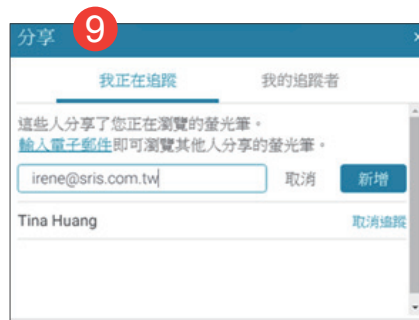 分享
9
×
我正在追蹤 我的追蹤者
這些人分享了您正在瀏覽的螢光筆。
輸入電子郵件即可瀏覽其他人分享的螢光筆。
irene@sris.com.tw 取消 新增
Tina Huang 取消追蹤